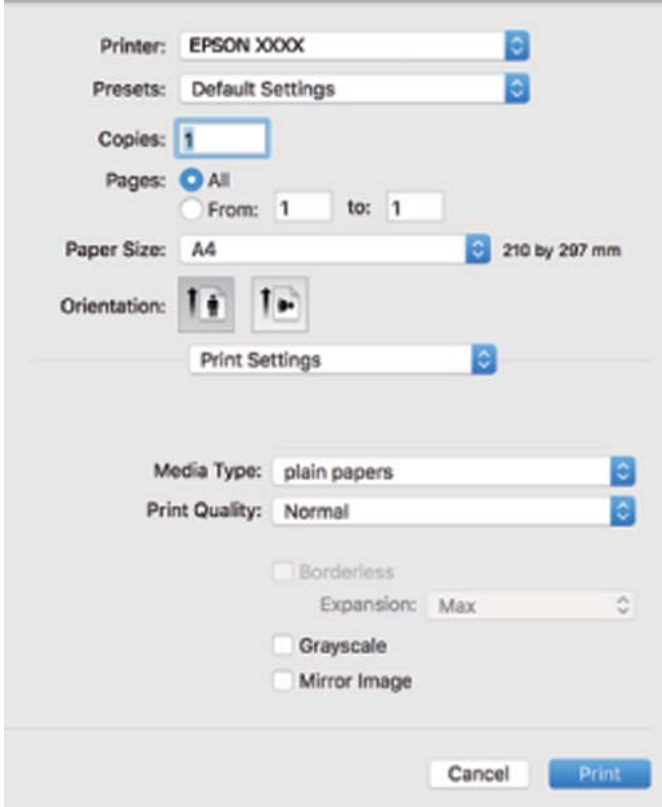 Printer: EPSON XXXX
Presets: Default Settings
Copies: 1
Pages: All
From: 1 to: 1
Paper Size: A4 210 by 297 mm
Orientation:
Print Settings
Media Type: plain papers
Print Quality: Normal
Borderless
Expansion: Max
Grayscale
Mirror Image
Cancel Print